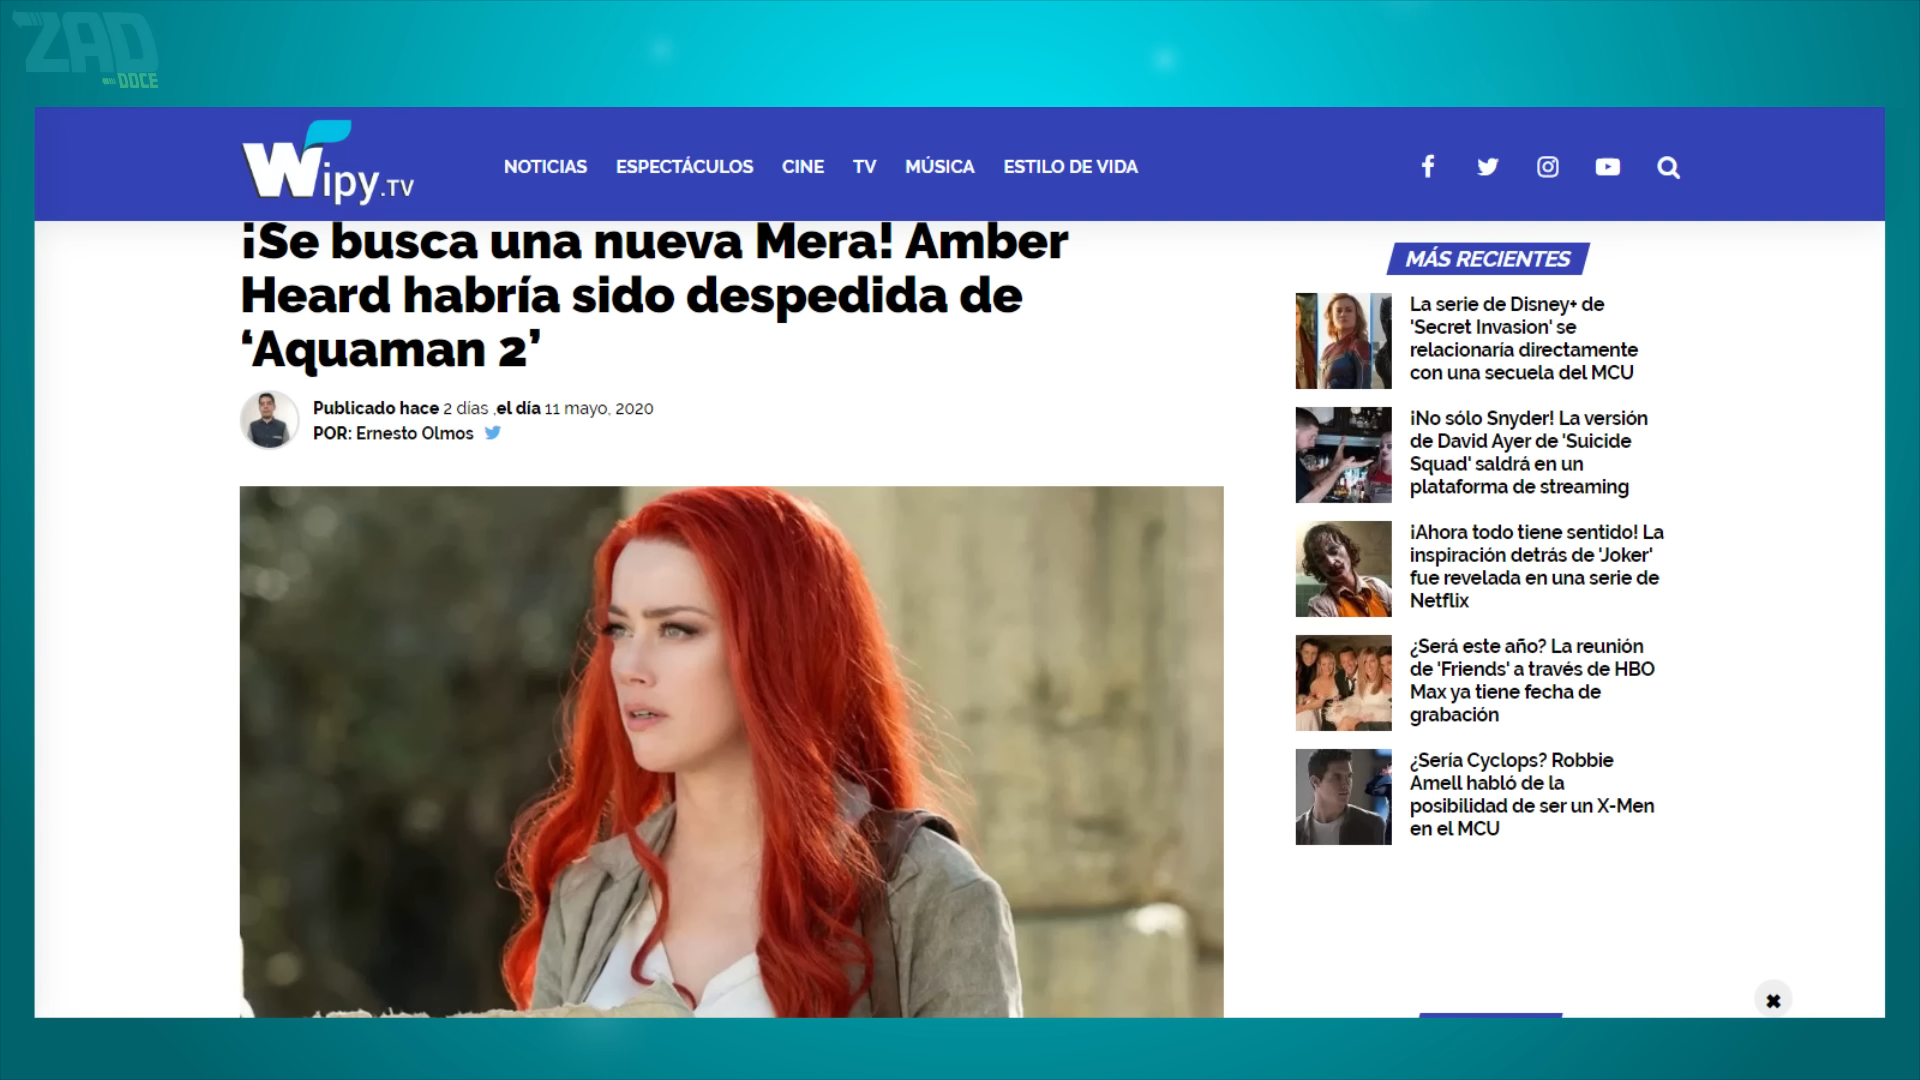 ZAD
DOCE
Wipy.TV
NOTICIAS ESPECTÁCULOS CINE TV MÚSICA ESTILO DE VIDA
¡Se busca una nueva Mera! Amber
Heard habría sido despedida de
‘Aquaman 2’
Publicado hace 2 días ,el día 11 mayo, 2020
POR: Ernesto Olmos
MÁS RECIENTES
La serie de Disney+ de
'Secret Invasion' se
relacionaría directamente
con una secuela del MCU
¡No sólo Snyder! La versión
de David Ayer de 'Suicide
Squad' saldrá en un
plataforma de streaming
¡Ahora todo tiene sentido! La
inspiración detrás de 'Joker'
fue revelada en una serie de
Netflix
¿Será este año? La reunión
de 'Friends' a través de HBO
Max ya tiene fecha de
grabación
¿Sería Cyclops? Robbie
Amell habló de la
posibilidad de ser un X-Men
en el MCU